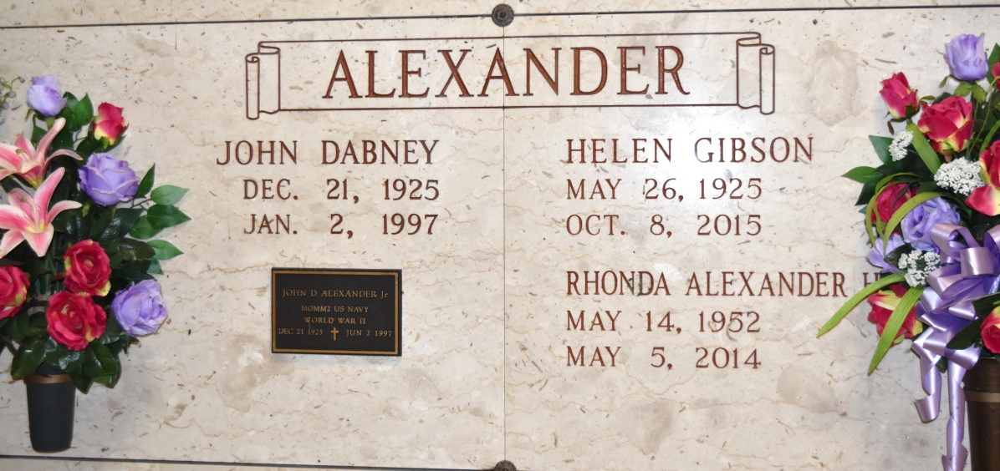 ALEXANDER
JOHN DABNEY
DEC. 21, 1925
JAN. 2, 1997
JOHN D ALEXANDER Jr
MOMM2 US NAVY
WORLD WAR II
DEC 21 1925 JUN 2 1997
HELEN GIBSON
MAY 26, 1925
OCT. 8, 2015
RHONDA ALEXANDER
MAY 14, 1952
MAY 5, 2014